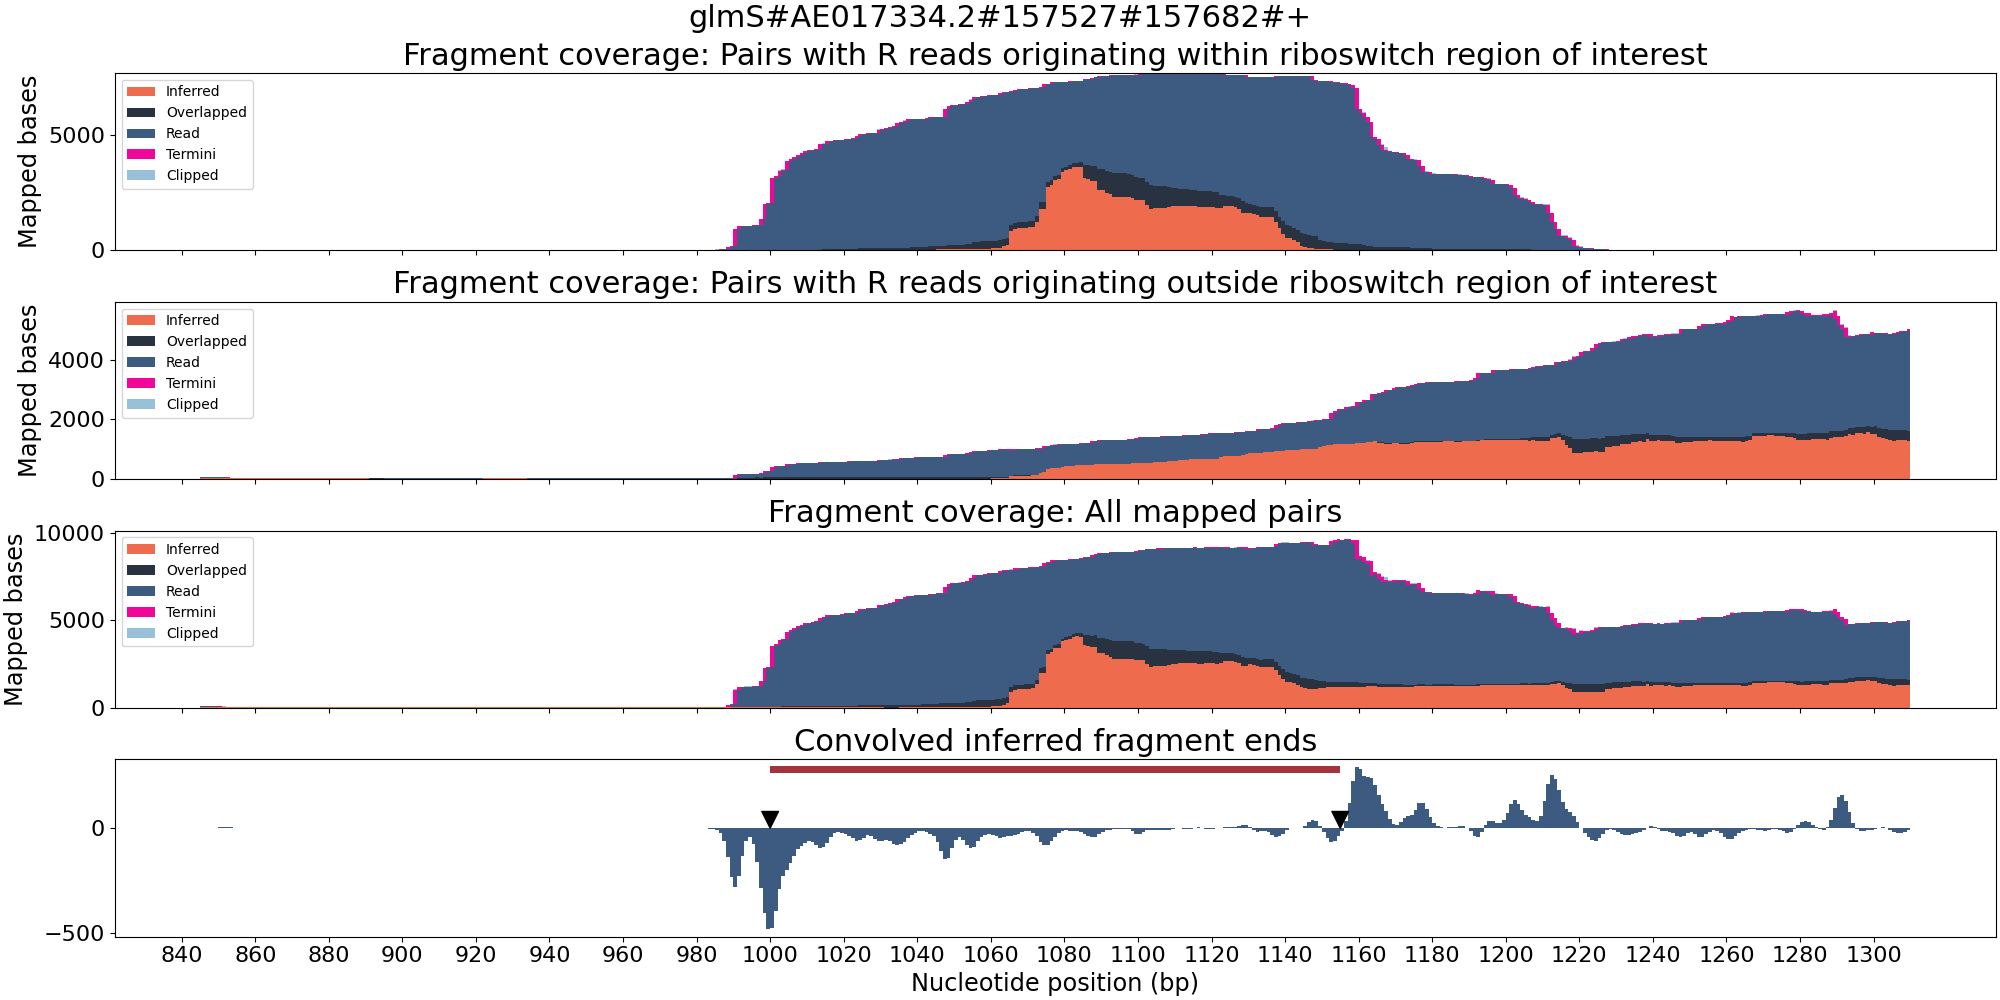 glmS#AE017334.2#157527#157682#+
Fragment coverage: Pairs with R reads originating within riboswitch region of interest
Mapped bases
5000
0
Inferred
Overlapped
Read
Termini
Clipped
Fragment coverage: Pairs with R reads originating outside riboswitch region of interest
Mapped bases
4000
2000
0
Inferred
Overlapped
Read
Termini
Clipped
Fragment coverage: All mapped pairs
Mapped bases
10000
5000
0
Inferred
Overlapped
Read
Termini
Clipped
Convolved inferred fragment ends
0
−500
840 860 880 900 920 940 960 980 1000 1020 1040 1060 1080 1100 1120 1140 1160 1180 1200 1220 1240 1260 1280 1300
Nucleotide position (bp)